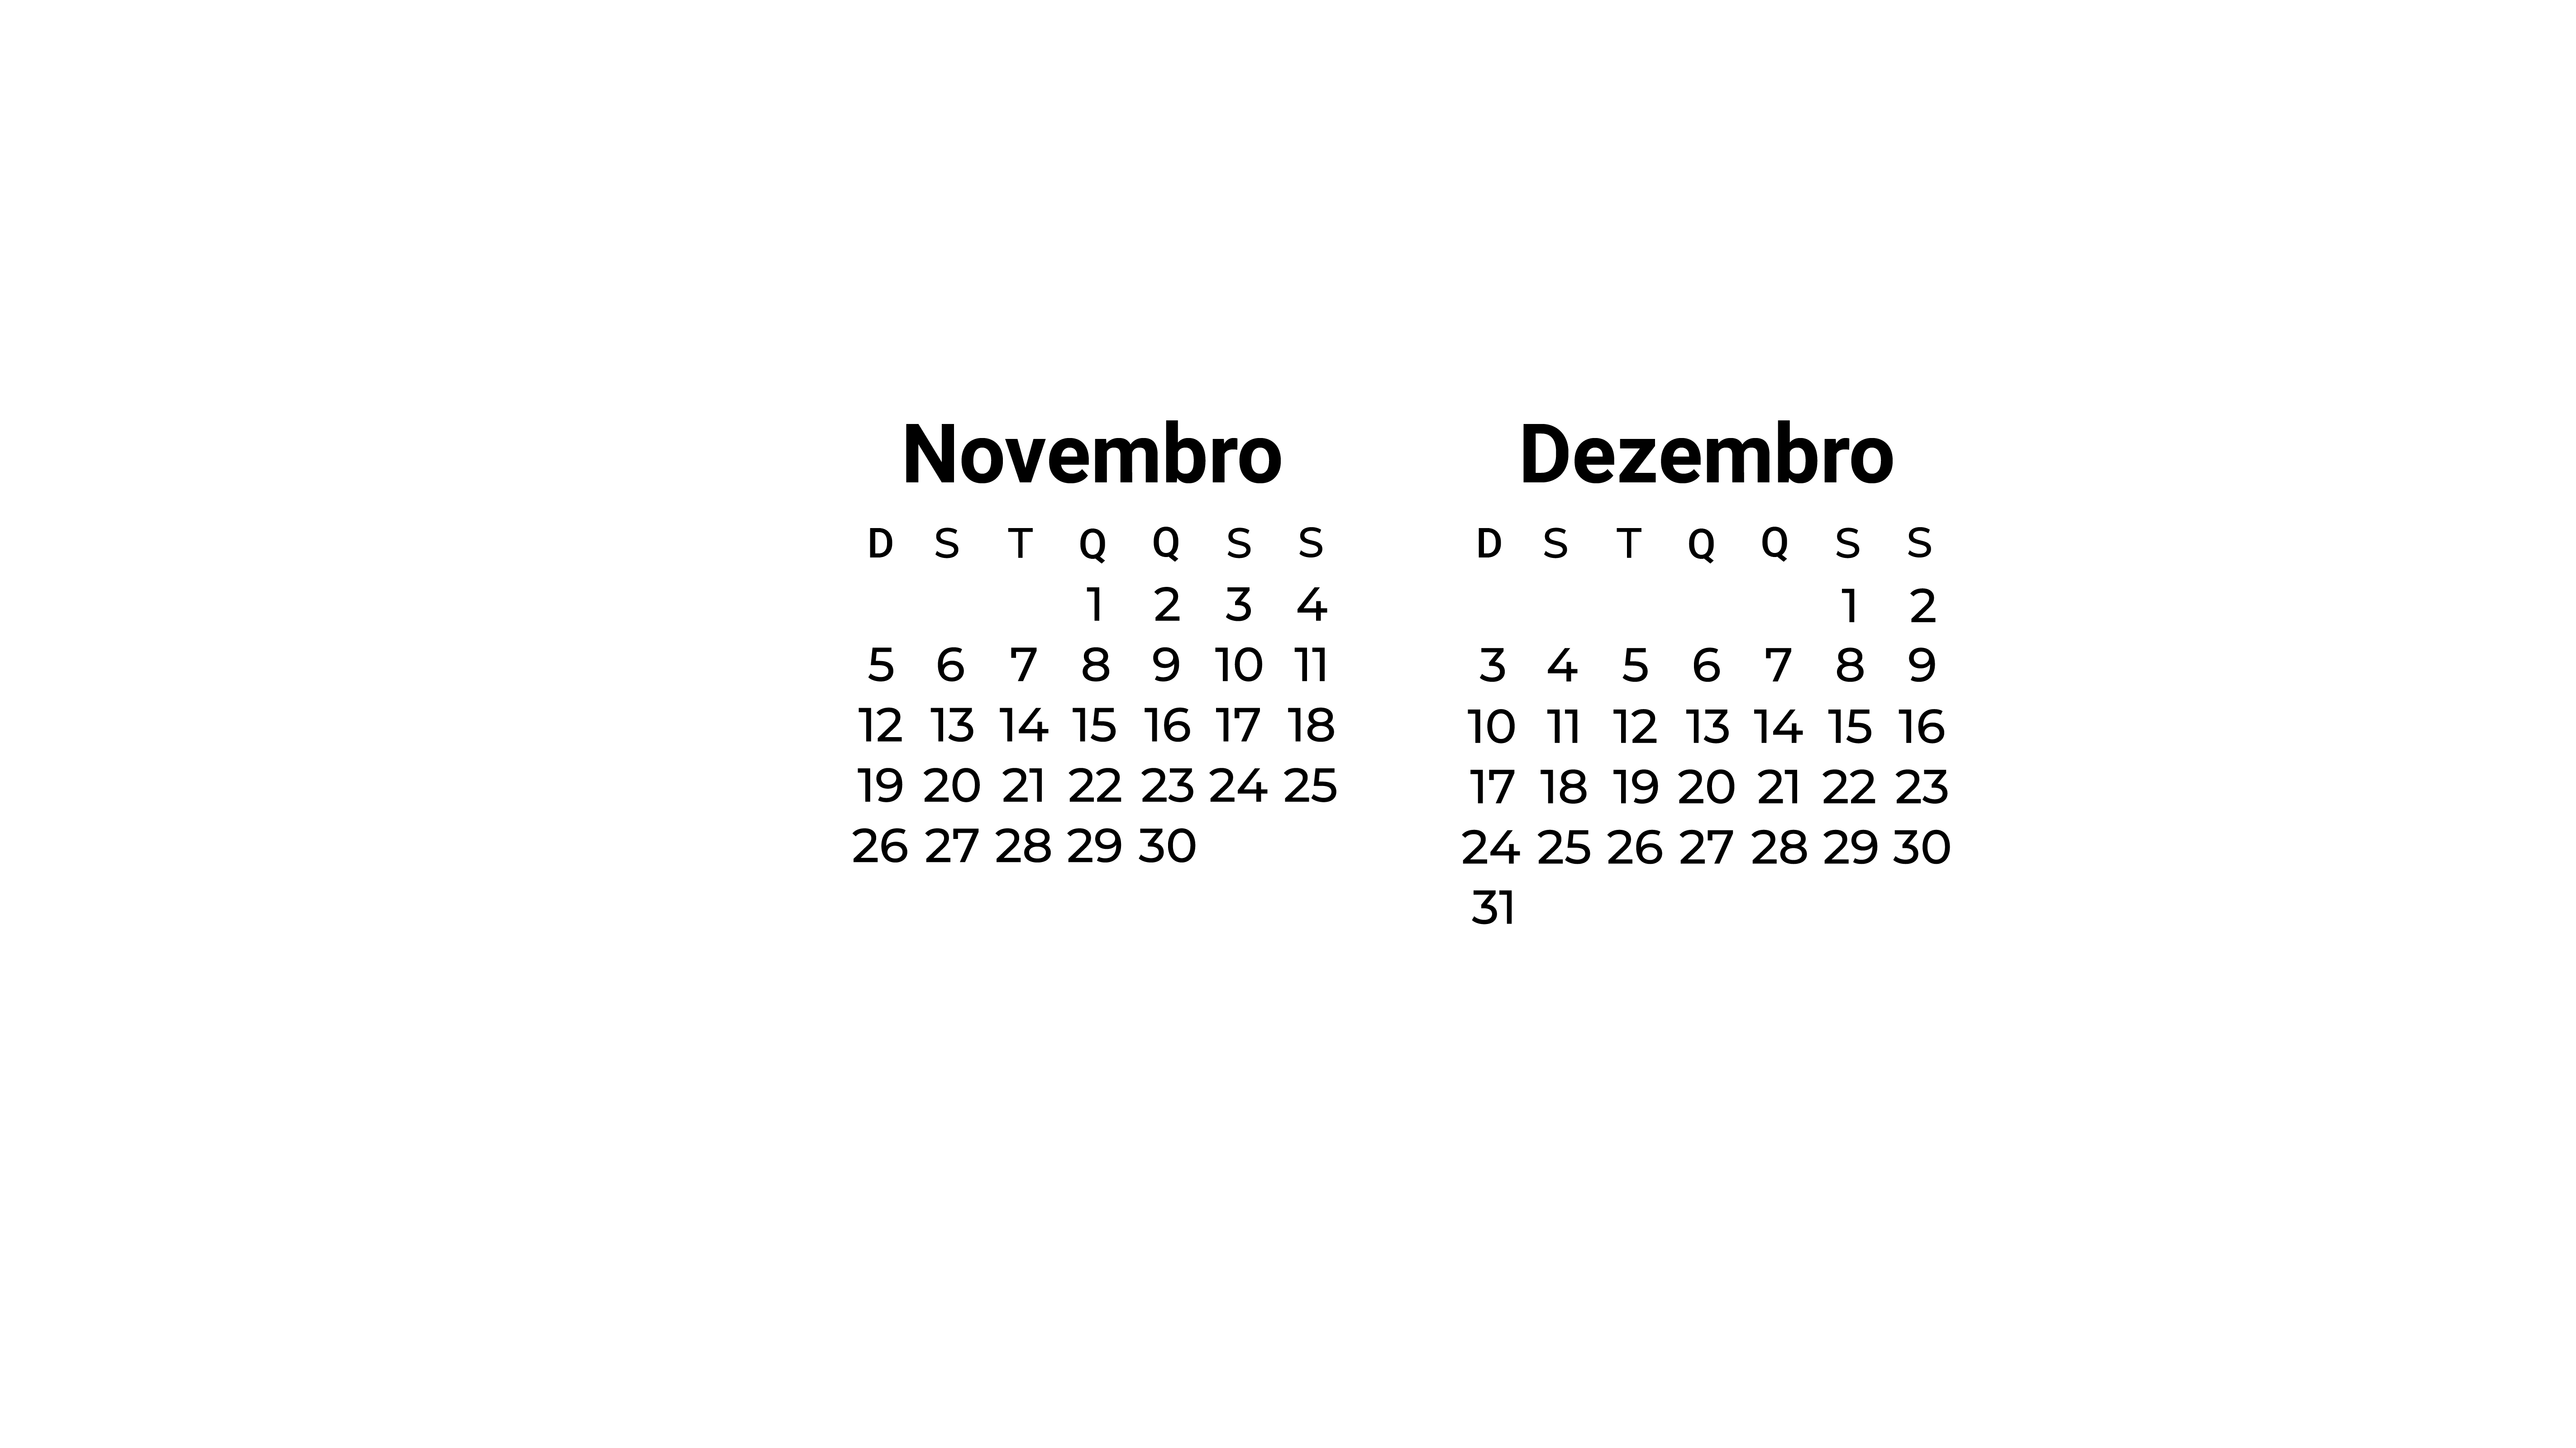 Novembro
D S T Q Q S S
1 2 3 4
5 6 7 8 9 10 11
12 13 14 15 16 17 18
19 20 21 22 23 24 25
26 27 28 29 30
Dezembro
D S T Q Q S S
1 2
3 4 5 6 7 8 9
10 11 12 13 14 15 16
17 18 19 20 21 22 23
24 25 26 27 28 29 30
31